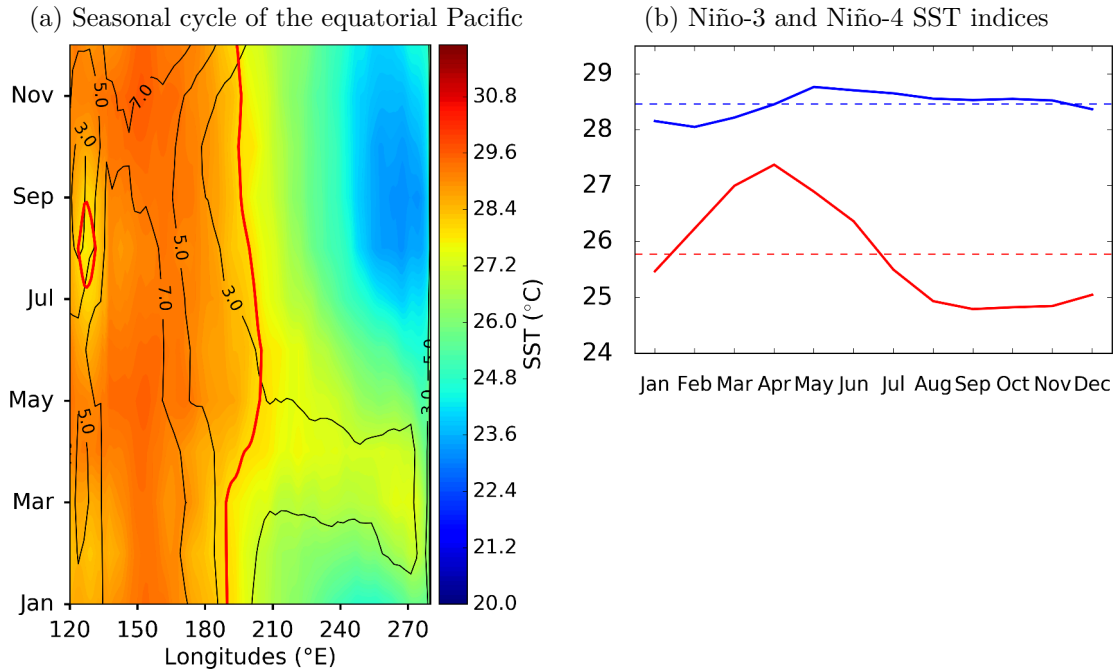 (a) Seasonal cycle of the equatorial Pacific
Nov
Sep
Jul
May
Mar
Jan
120 150 180 210 240 270
Longitudes (°E)
5.0
7.0
3.0
5.0
3.0
7.0
5.0
3.0
30.8
29.6
28.4
27.2
26.0
24.8
23.6
22.4
21.2
20.0
SST (°C)
(b) Niño-3 and Niño-4 SST indices
29
28
27
26
25
24
Jan Feb Mar Apr May Jun Jul Aug Sep Oct Nov Dec